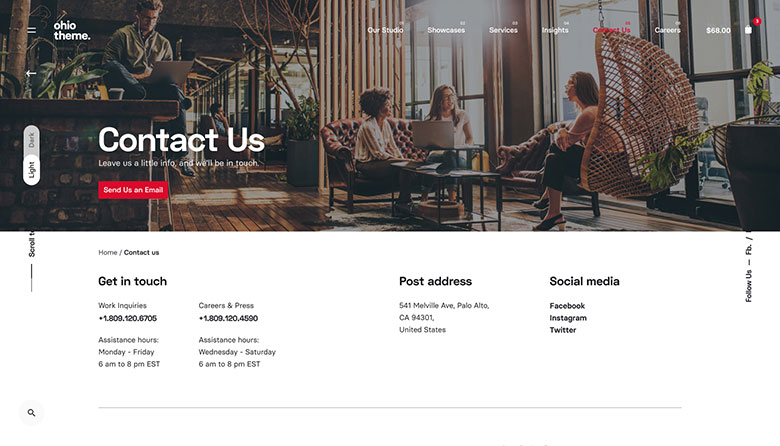 ohio
theme.
01 Our Studio
02 Showcases
03 Services
04 Insights
05 Contact Us
06 Careers
$68.00
3
Dark
Light
Contact Us
Leave us a little info, and we'll be in touch.
Send Us an Email
Scroll to
Follow Us — Fb. /
Home / Contact us
Get in touch
Work Inquiries
+1.809.120.6705
Assistance hours:
Monday - Friday
6 am to 8 pm EST
Careers & Press
+1.809.120.4590
Assistance hours:
Wednesday - Saturday
6 am to 8 pm EST
Post address
541 Melville Ave, Palo Alto,
CA 94301,
United States
Social media
Facebook
Instagram
Twitter